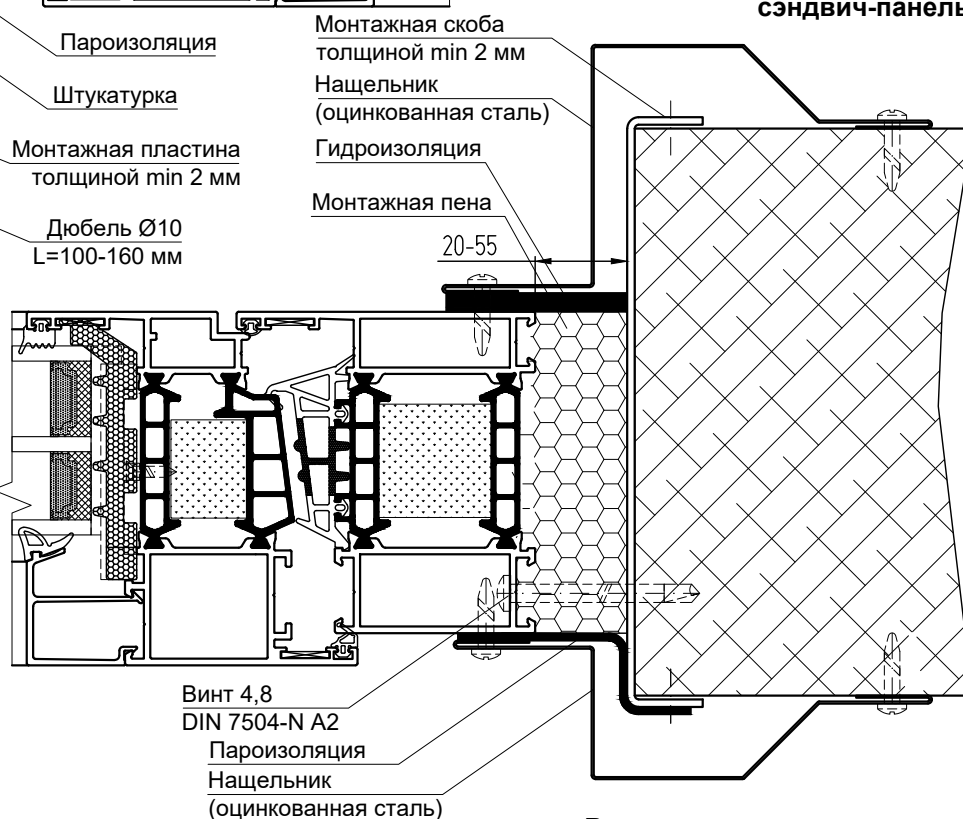 сэндвич-панель
Пароизоляция
Штукатурка
Монтажная пластина
толщиной min 2 мм
Дюбель Ø10
L=100-160 мм
Монтажная скоба
толщиной min 2 мм
Нащельник
(оцинкованная сталь)
Гидроизоляция
Монтажная пена
20-55
Винт 4,8
DIN 7504-N A2
Пароизоляция
Нащельник
(оцинкованная сталь)